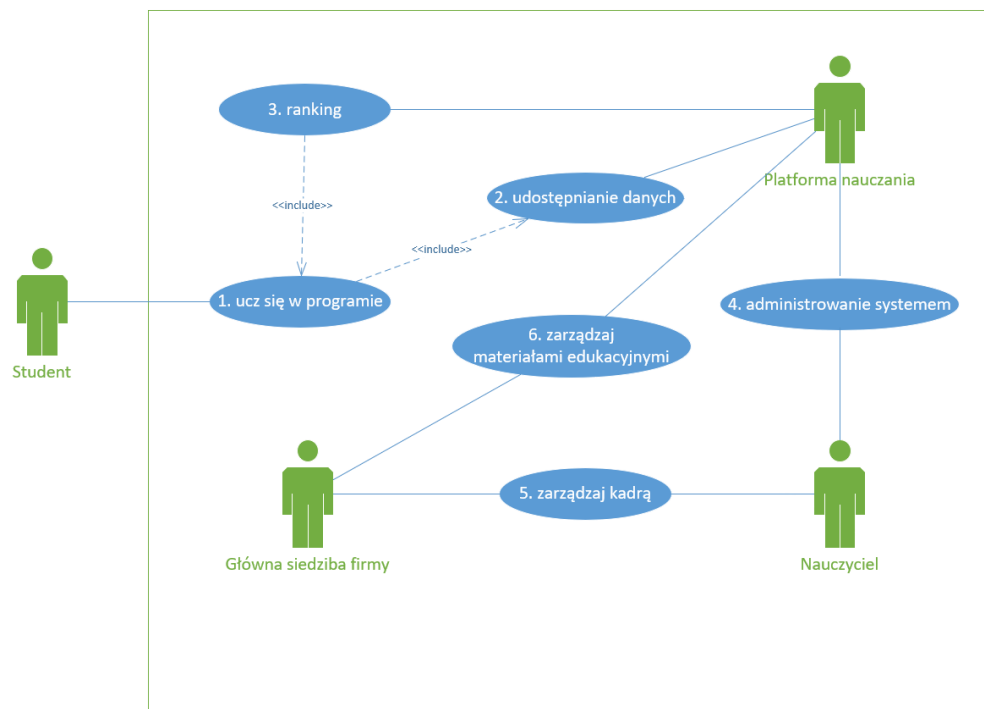 3. ranking
Platforma nauczania
2. udostępnianie danych
<<include>>
<<include>>
1. ucz się w programie
4. administrowanie systemem
6. zarządzaj
materiałami edukacyjnymi
Student
5. zarządzaj kadrą
Główna siedziba firmy
Nauczyciel